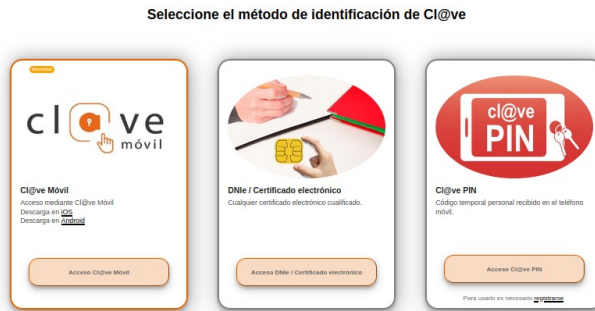 Seleccione el método de identificación de Cl@ve
Novedad
cl@ve
móvil
Cl@ve Móvil
Acceso mediante Cl@ve Móvil
Descarga en iOS
Descarga en Android
Acceso Cl@ve Móvil
DNIe / Certificado electrónico
Cualquier certificado electrónico cualificado.
Acceso DNIe / Certificado electrónico
cl@ve
PIN
Cl@ve PIN
Código temporal personal recibido en el teléfono
móvil.
Acceso Cl@ve PIN
Para usarlo es necesario registrarse